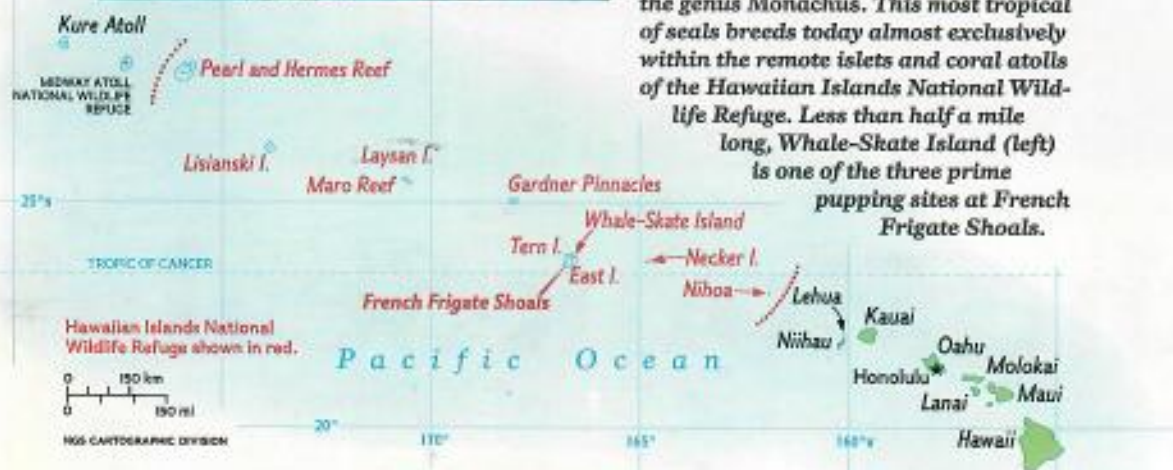 the genus Monachus. This most tropical
of seals breeds today almost exclusively
within the remote islets and coral atolls
of the Hawaiian Islands National Wild-
life Refuge. Less than half a mile
long, Whale-Skate Island (left)
is one of the three prime
pupping sites at French
Frigate Shoals.
Kure Atoll
MIDWAY ATOLL
NATIONAL WILDLIFE
REFUGE
Pearl and Hermes Reef
Lisianski I.
Laysan I.
Maro Reef
Gardner Pinnacles
25°
Whale-Skate Island
Tern I.
East I.
Necker I.
TROPIC OF CANCER
Nihoa
French Frigate Shoals
Lehua
Niihau
Kauai
Oahu
Honolulu
Molokai
Lanai
Maui
Hawaii
Hawaiian Islands National
Wildlife Refuge shown in red.
Pacific Ocean
0 150 km
0 150 mi
20°
170°
165°
160°
NGS CARTOGRAPHIC DIVISION